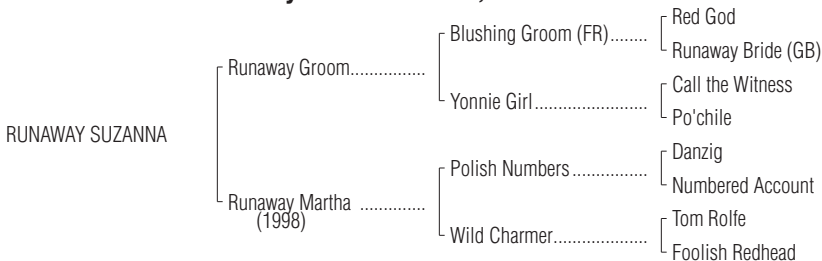 Red God
Blushing Groom (FR)........
Runaway Bride (GB)
Runaway Groom................
Call the Witness
Yonnie Girl........................
Po'chile
RUNAWAY SUZANNA
Danzig
Polish Numbers................
Numbered Account
Runaway Martha ..............
(1998)
Tom Rolfe
Wild Charmer....................
Foolish Redhead